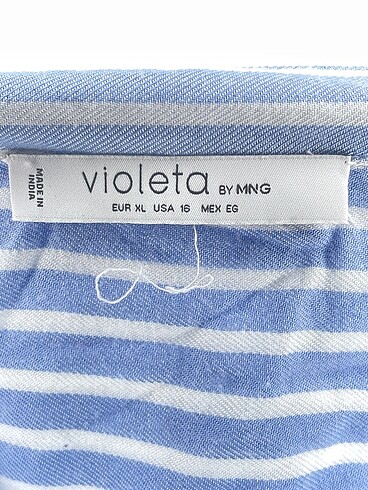 MADE IN
INDIA
violeta BY MNG
EUR XL USA 16 MEX EG